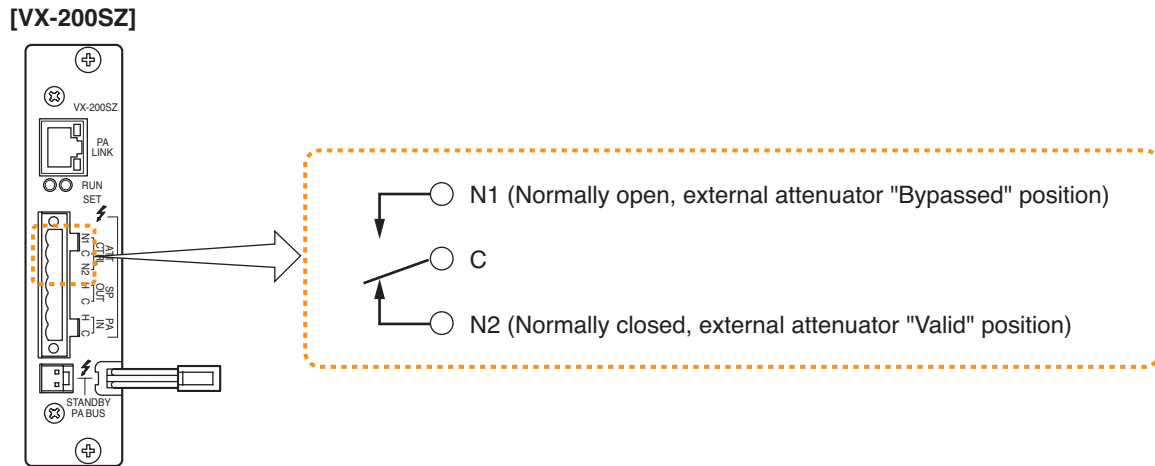 [VX-200SZ]
VX-200SZ
PA
LINK
RUN
SET
N1 C N2
ATT
CTRL
H C
SP
OUT
H C
PA
IN
STANDBY
PA BUS
N1 (Normally open, external attenuator "Bypassed" position)
C
N2 (Normally closed, external attenuator "Valid" position)